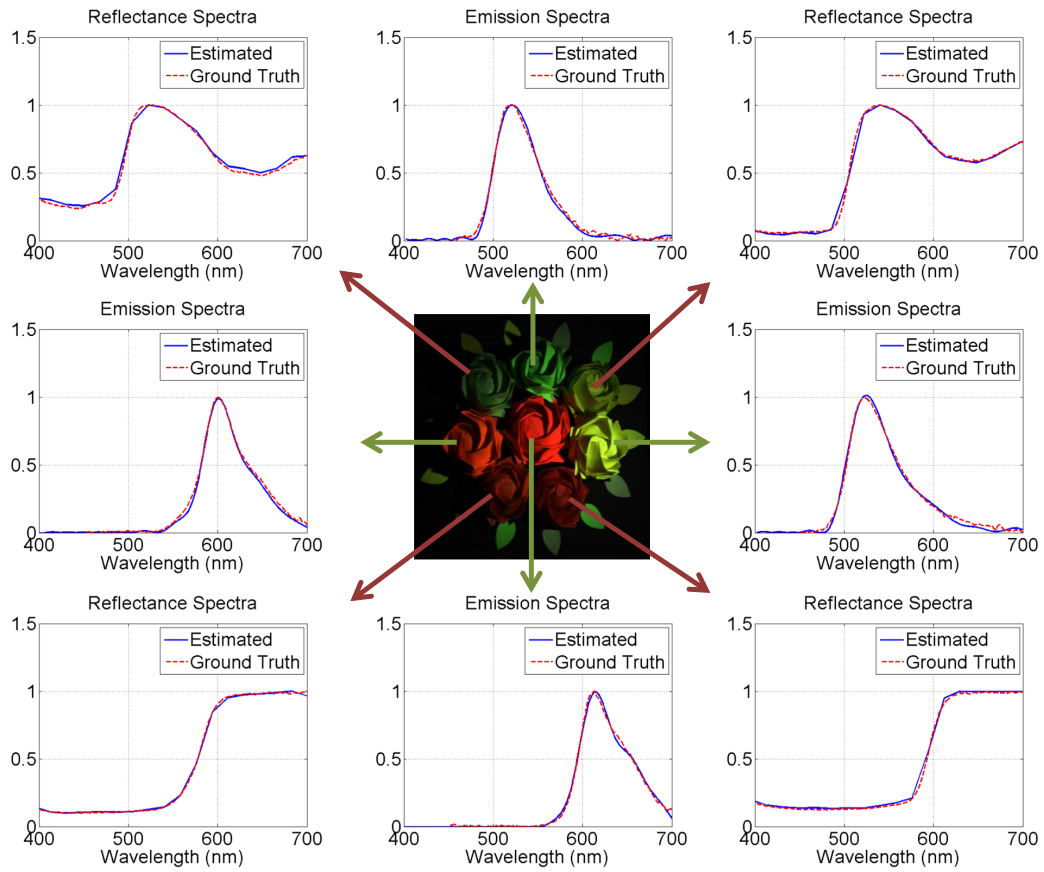 Reflectance Spectra
1.5
1
0.5
0
400 500 600 700
Wavelength (nm)
Estimated
Ground Truth
Emission Spectra
1.5
1
0.5
0
400 500 600 700
Wavelength (nm)
Estimated
Ground Truth
Reflectance Spectra
1.5
1
0.5
0
400 500 600 700
Wavelength (nm)
Estimated
Ground Truth
Emission Spectra
1.5
1
0.5
0
400 500 600 700
Wavelength (nm)
Estimated
Ground Truth
Emission Spectra
1.5
1
0.5
0
400 500 600 700
Wavelength (nm)
Estimated
Ground Truth
Reflectance Spectra
1.5
1
0.5
0
400 500 600 700
Wavelength (nm)
Estimated
Ground Truth
Emission Spectra
1.5
1
0.5
0
400 500 600 700
Wavelength (nm)
Estimated
Ground Truth
Reflectance Spectra
1.5
1
0.5
0
400 500 600 700
Wavelength (nm)
Estimated
Ground Truth